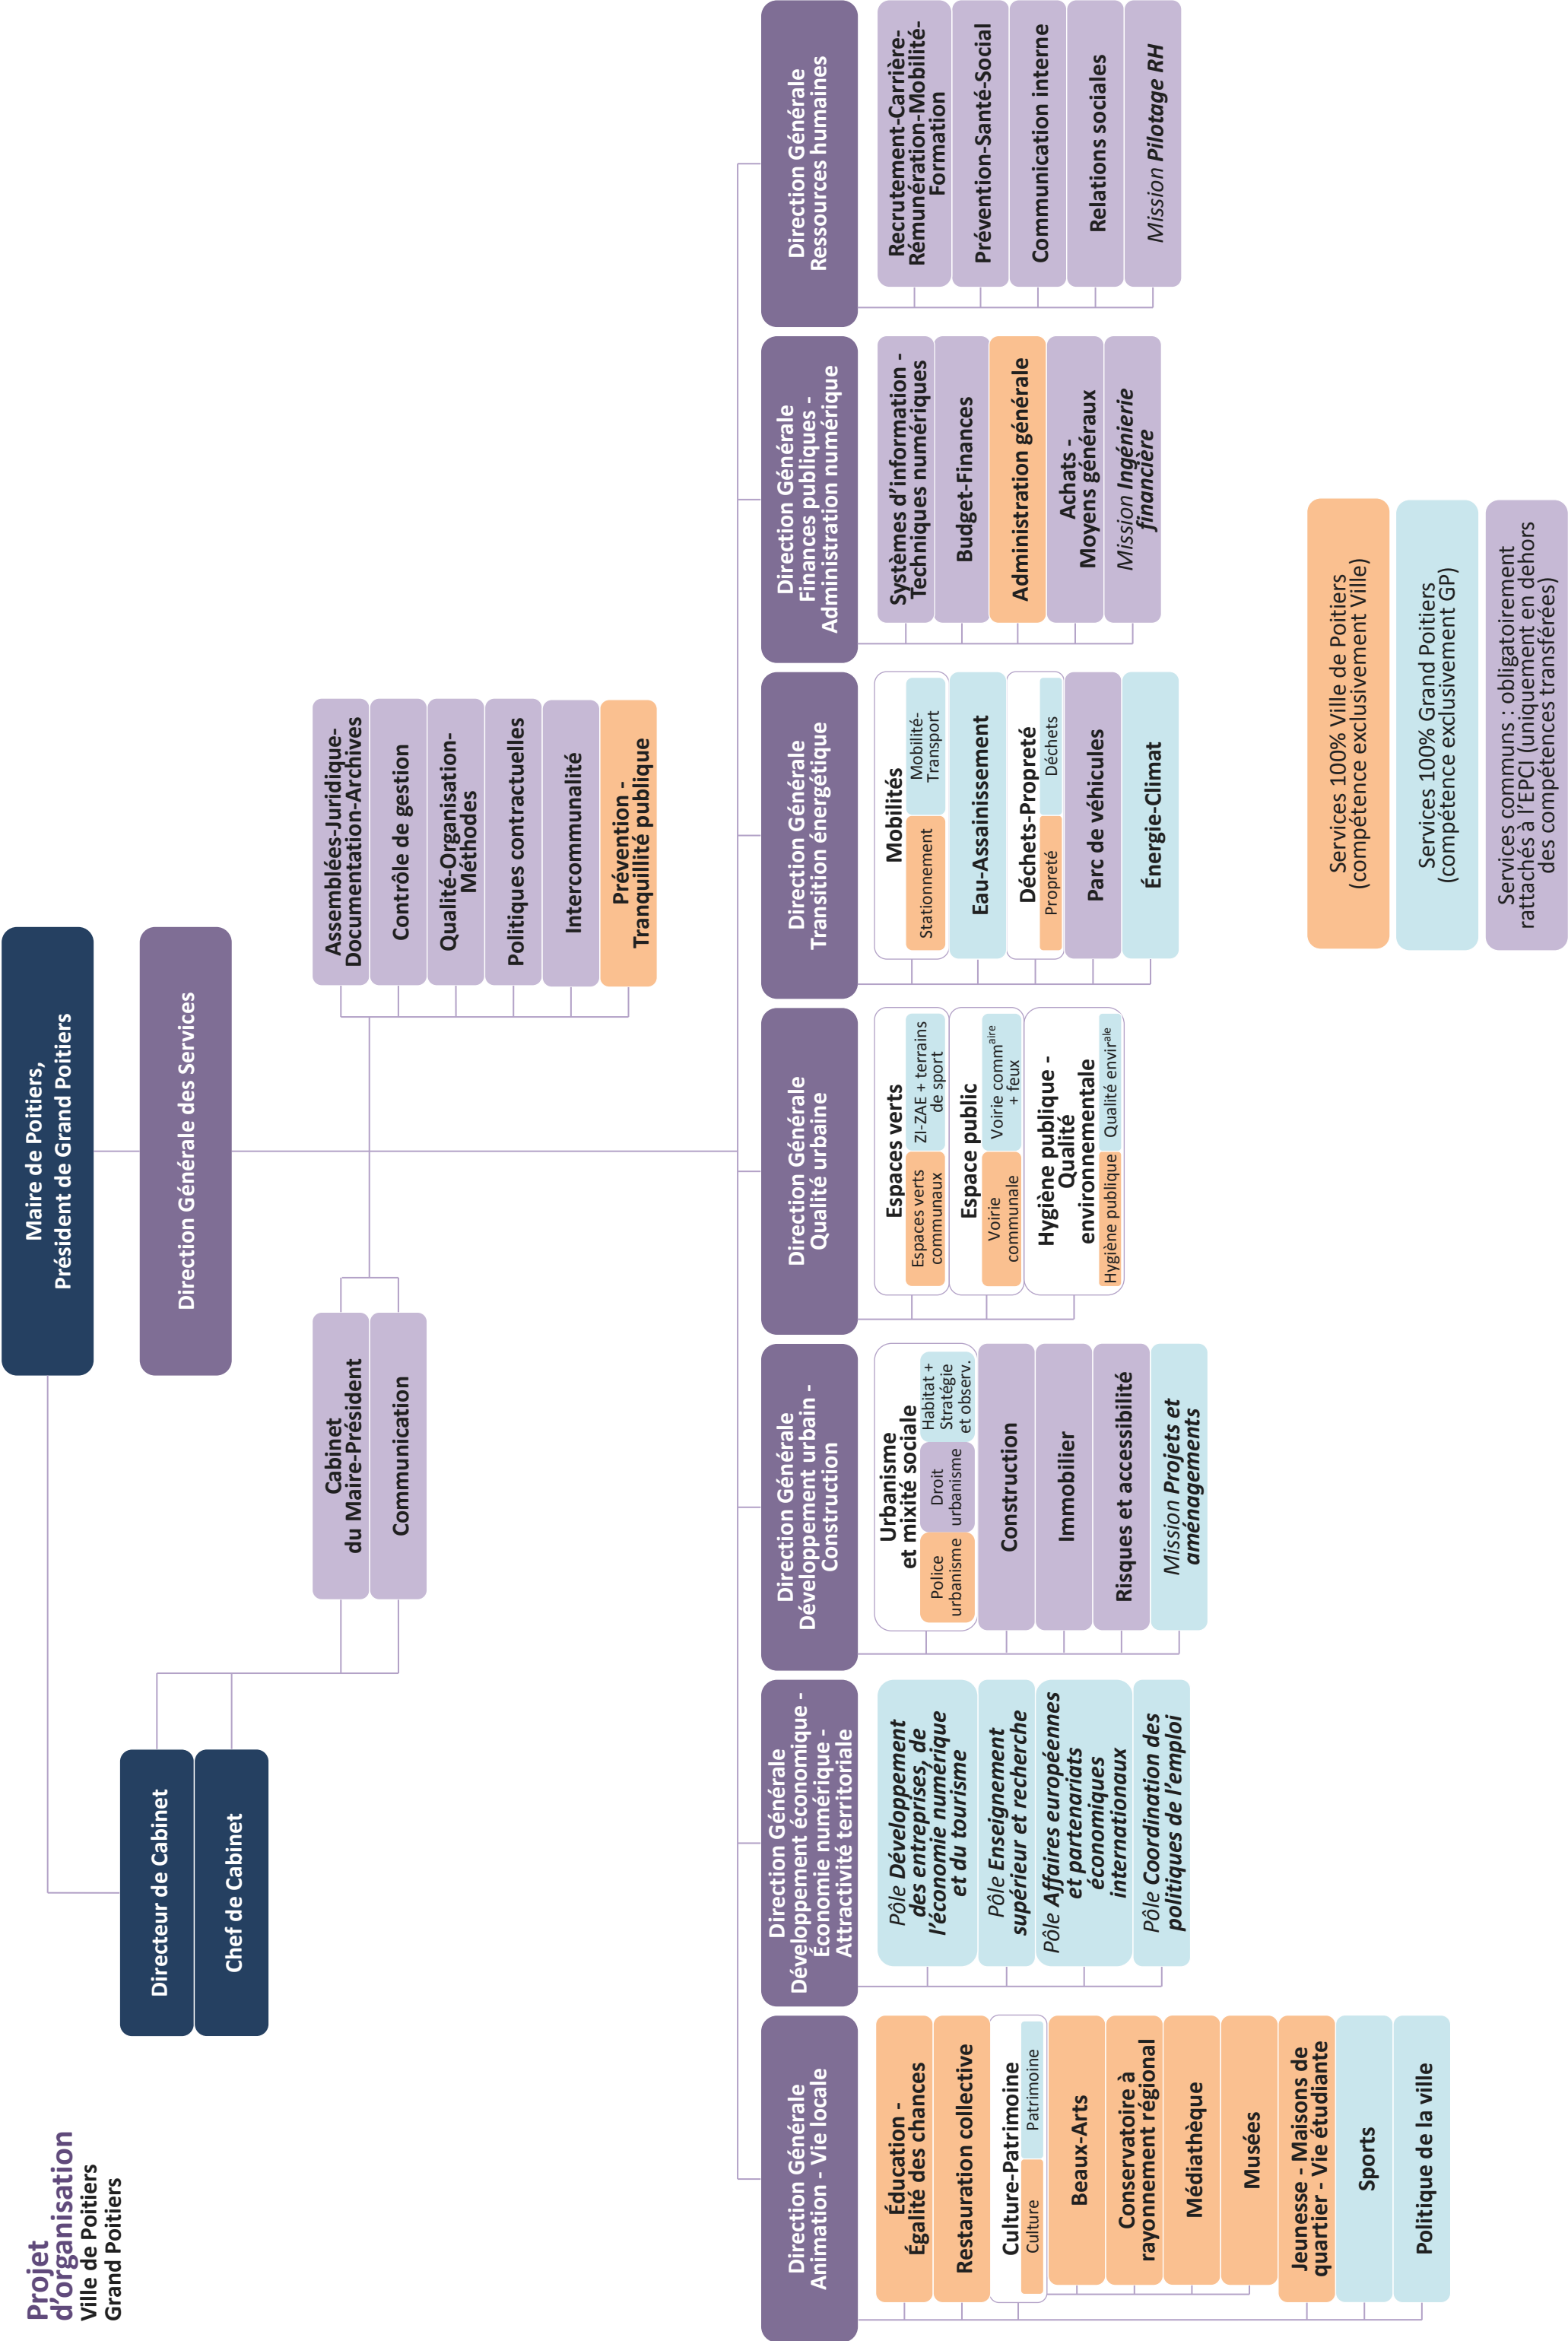 Projet
d’organisation
Ville de Poitiers
Grand Poitiers
Maire de Poitiers,
Président de Grand Poitiers
Direction Générale des Services
Directeur de Cabinet
Chef de Cabinet
Cabinet
du Maire-Président
Communication
Assemblées-Juridique-
Documentation-Archives
Contrôle de gestion
Qualité-Organisation-
Méthodes
Politiques contractuelles
Intercommunalité
Prévention -
Tranquillité publique
Direction Générale
Animation - Vie locale
Éducation -
Égalité des chances
Restauration collective
Culture-Patrimoine
Culture
Patrimoine
Beaux-Arts
Conservatoire à
rayonnement régional
Médiathèque
Musées
Jeunesse - Maisons de
quartier - Vie étudiante
Sports
Politique de la ville
Direction Générale
Développement économique -
Économie numérique -
Attractivité territoriale
Pôle Développement
des entreprises, de
l’économie numérique
et du tourisme
Pôle Enseignement
supérieur et recherche
Pôle Affaires européennes
et partenariats
économiques
internationaux
Pôle Coordination des
politiques de l’emploi
Direction Générale
Développement urbain -
Construction
Urbanisme
et mixité sociale
Police
urbanisme
Droit
urbanisme
Habitat +
Stratégie
et observ.
Construction
Immobilier
Risques et accessibilité
Mission Projets et
aménagements
Direction Générale
Qualité urbaine
Espaces verts
Espaces verts
communaux
ZI-ZAE + terrains
de sport
Espace public
Voirie
communale
Voirie commaire
+ feux
Hygiène publique -
Qualité
environnementale
Hygiène publique
Qualité envirale
Direction Générale
Transition énergétique
Mobilités
Stationnement
Mobilité-
Transport
Eau-Assainissement
Déchets-Propreté
Propreté
Déchets
Parc de véhicules
Énergie-Climat
Direction Générale
Finances publiques -
Administration numérique
Systèmes d’information -
Techniques numériques
Budget-Finances
Administration générale
Achats -
Moyens généraux
Mission Ingénierie
financière
Direction Générale
Ressources humaines
Recrutement-Carrière-
Rémunération-Mobilité-
Formation
Prévention-Santé-Social
Communication interne
Relations sociales
Mission Pilotage RH
Services 100% Ville de Poitiers
(compétence exclusivement Ville)
Services 100% Grand Poitiers
(compétence exclusivement GP)
Services communs : obligatoirement
rattachés à l’EPCI (uniquement en dehors
des compétences transférées)